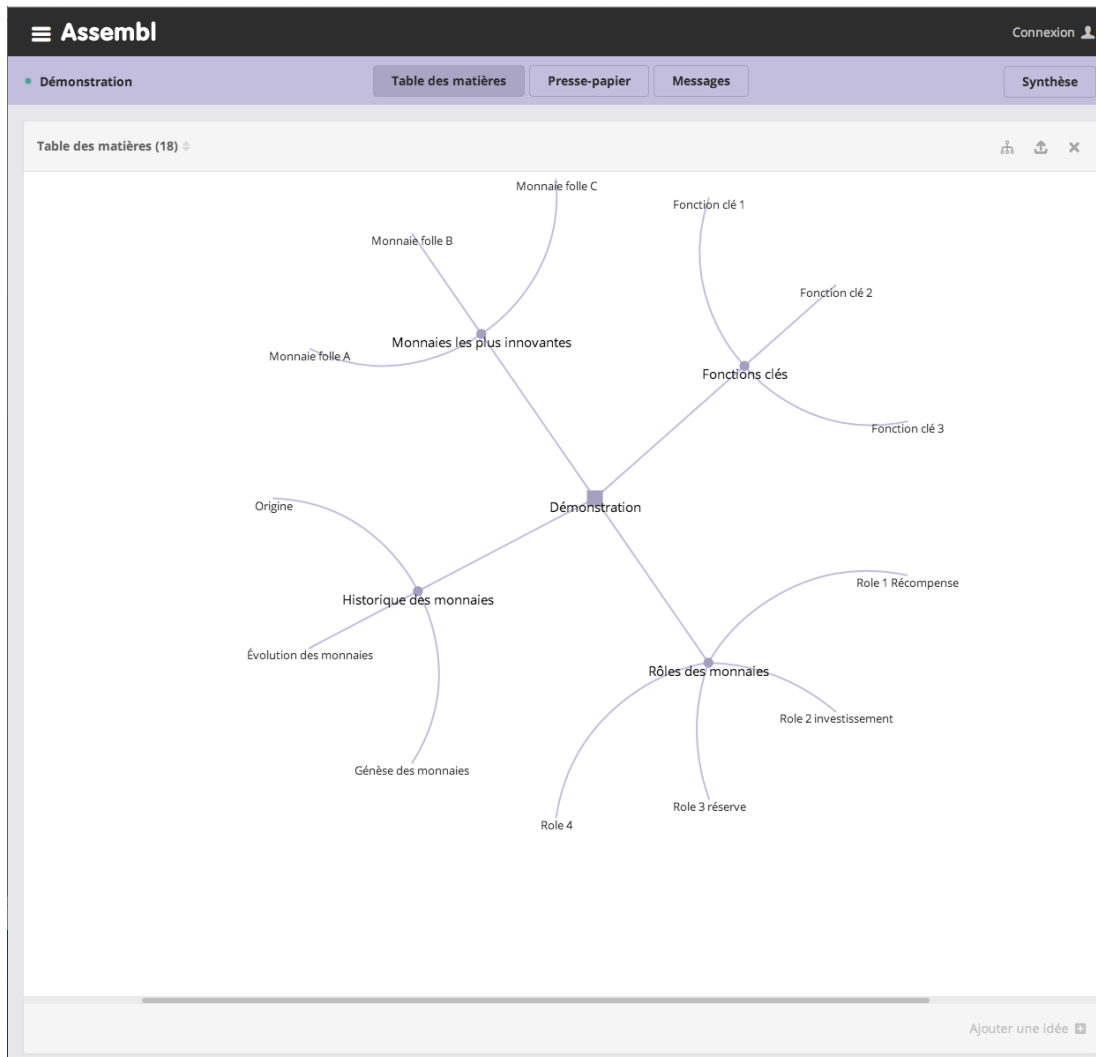 Assembl
Connexion
Démonstration
Table des matières
Presse-papier
Messages
Synthèse
Table des matières (18)
Monnaie folle C
Fonction clé 1
Monnaie folle B
Fonction clé 2
Monnaies les plus innovantes
Monnaie folle A
Fonctions clés
Fonction clé 3
Origine
Démonstration
Role 1 Récompense
Historique des monnaies
Évolution des monnaies
Rôles des monnaies
Role 2 investissement
Génèse des monnaies
Role 3 réserve
Role 4
Ajouter une idée